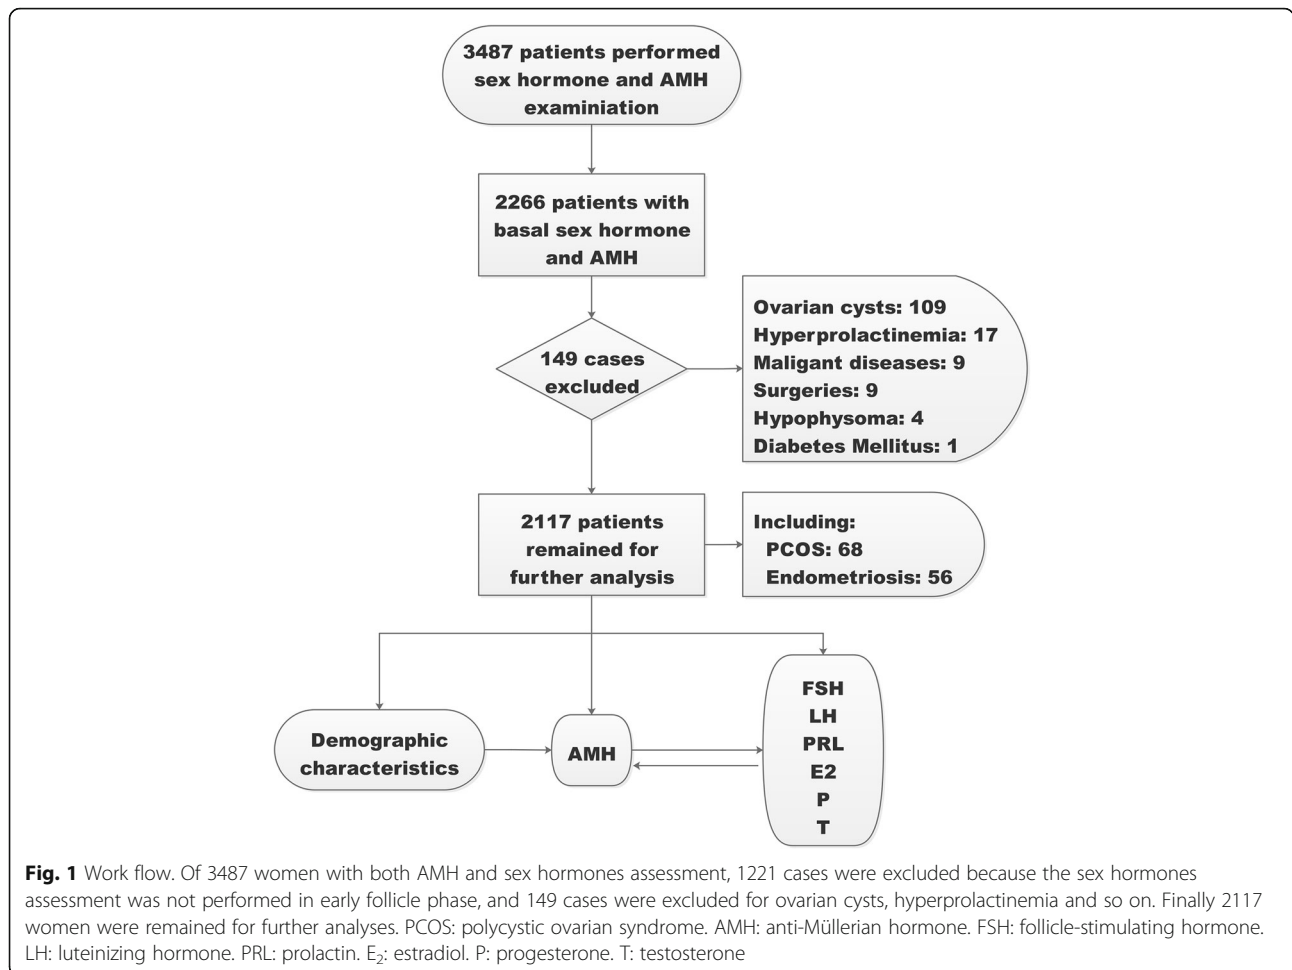 3487 patients performed
sex hormone and AMH
examiniation
2266 patients with
basal sex hormone
and AMH
149 cases
excluded
Ovarian cysts: 109
Hyperprolactinemia: 17
Maligant diseases: 9
Surgeries: 9
Hypophysoma: 4
Diabetes Mellitus: 1
2117 patients
remained for
further analysis
Including:
PCOS: 68
Endometriosis: 56
Demographic
characteristics
AMH
FSH
LH
PRL
E2
P
T
Fig. 1 Work flow. Of 3487 women with both AMH and sex hormones assessment, 1221 cases were excluded because the sex hormones
assessment was not performed in early follicle phase, and 149 cases were excluded for ovarian cysts, hyperprolactinemia and so on. Finally 2117
women were remained for further analyses. PCOS: polycystic ovarian syndrome. AMH: anti-Müllerian hormone. FSH: follicle-stimulating hormone.
LH: luteinizing hormone. PRL: prolactin. E₂: estradiol. P: progesterone. T: testosterone